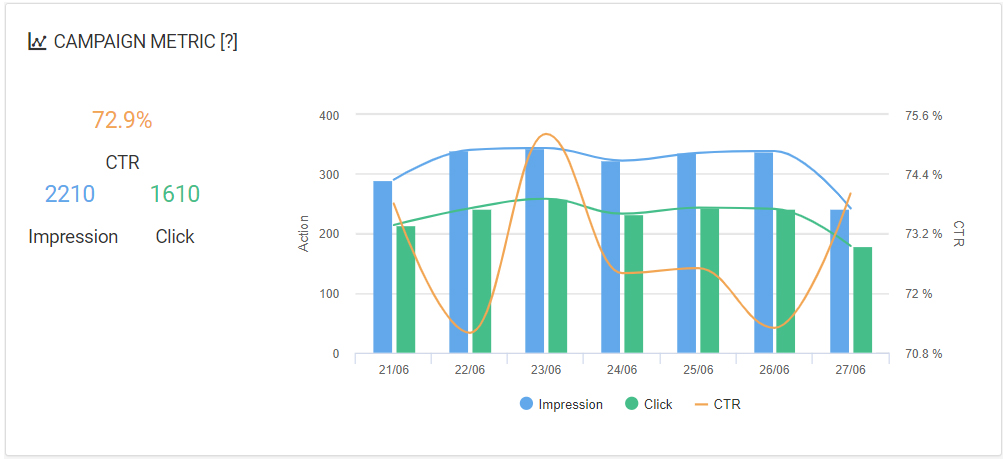 CAMPAIGN METRIC [?]
72.9%
CTR
2210 1610
Impression Click
400 75.6 %
300 74.4 %
200 73.2 %
100 72 %
0 70.8 %
Action
CTR
21/06 22/06 23/06 24/06 25/06 26/06 27/06
Impression Click CTR